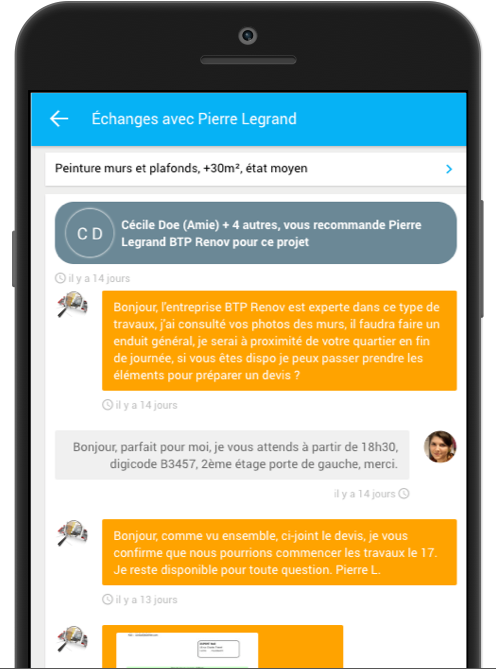 Échanges avec Pierre Legrand
Peinture murs et plafonds, +30m², état moyen
C D
Cécile Doe (Amie) + 4 autres, vous recommande Pierre
Legrand BTP Renov pour ce projet
il y a 14 jours
Bonjour, l'entreprise BTP Renov est experte dans ce type de
travaux, j'ai consulté vos photos des murs, il faudra faire un
enduit général, je serai à proximité de votre quartier en fin
de journée, si vous êtes dispo je peux passer prendre les
éléments pour préparer un devis ?
il y a 14 jours
Bonjour, parfait pour moi, je vous attends à partir de 18h30,
digicode B3457, 2ème étage porte de gauche, merci.
il y a 14 jours
Bonjour, comme vu ensemble, ci-joint le devis, je vous
confirme que nous pourrions commencer les travaux le 17.
Je reste disponible pour toute question. Pierre L.
il y a 13 jours